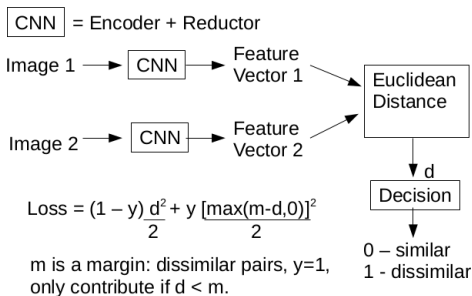 CNN = Encoder + Reductor
Image 1
CNN
Feature
Vector 1
Euclidean
Distance
Image 2
CNN
Feature
Vector 2
d
Decision
Loss = (1 – y) d² + y [max(m-d,0)]²
2 2
0 – similar
1 - dissimilar
m is a margin: dissimilar pairs, y=1,
only contribute if d < m.